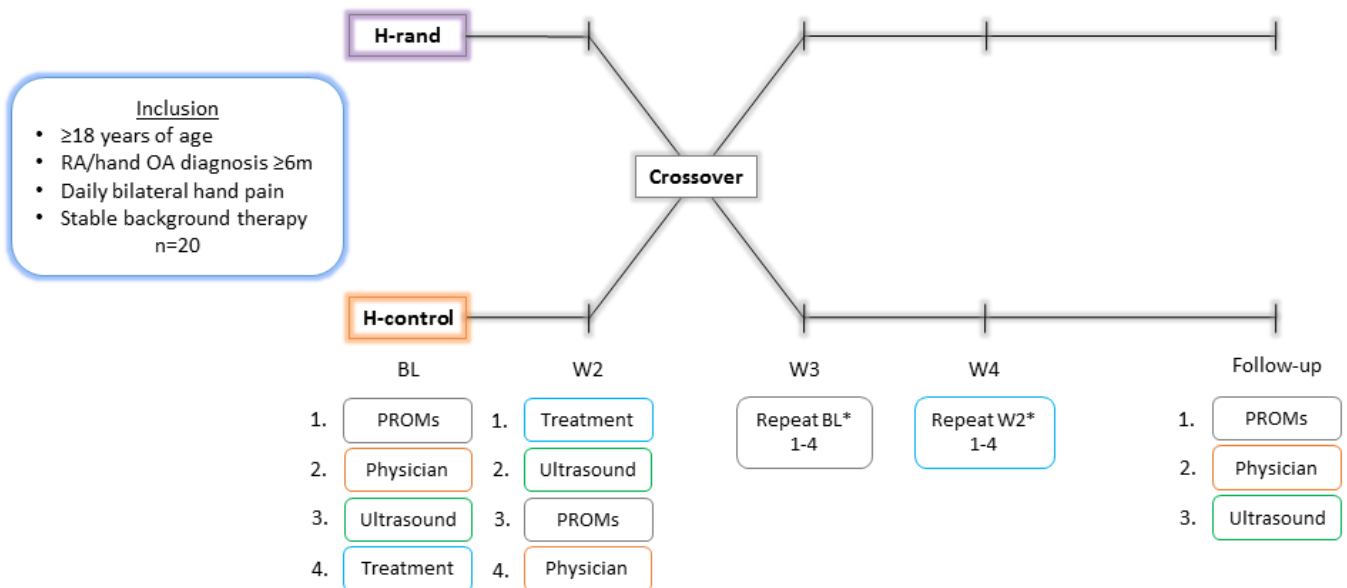 H-rand
Inclusion
• ≥18 years of age
• RA/hand OA diagnosis ≥6m
• Daily bilateral hand pain
• Stable background therapy
n=20
Crossover
H-control
BL
W2
W3
W4
Follow-up
1. PROMs
2. Physician
3. Ultrasound
4. Treatment
1. Treatment
2. Ultrasound
3. PROMs
4. Physician
Repeat BL*
1-4
Repeat W2*
1-4
1. PROMs
2. Physician
3. Ultrasound